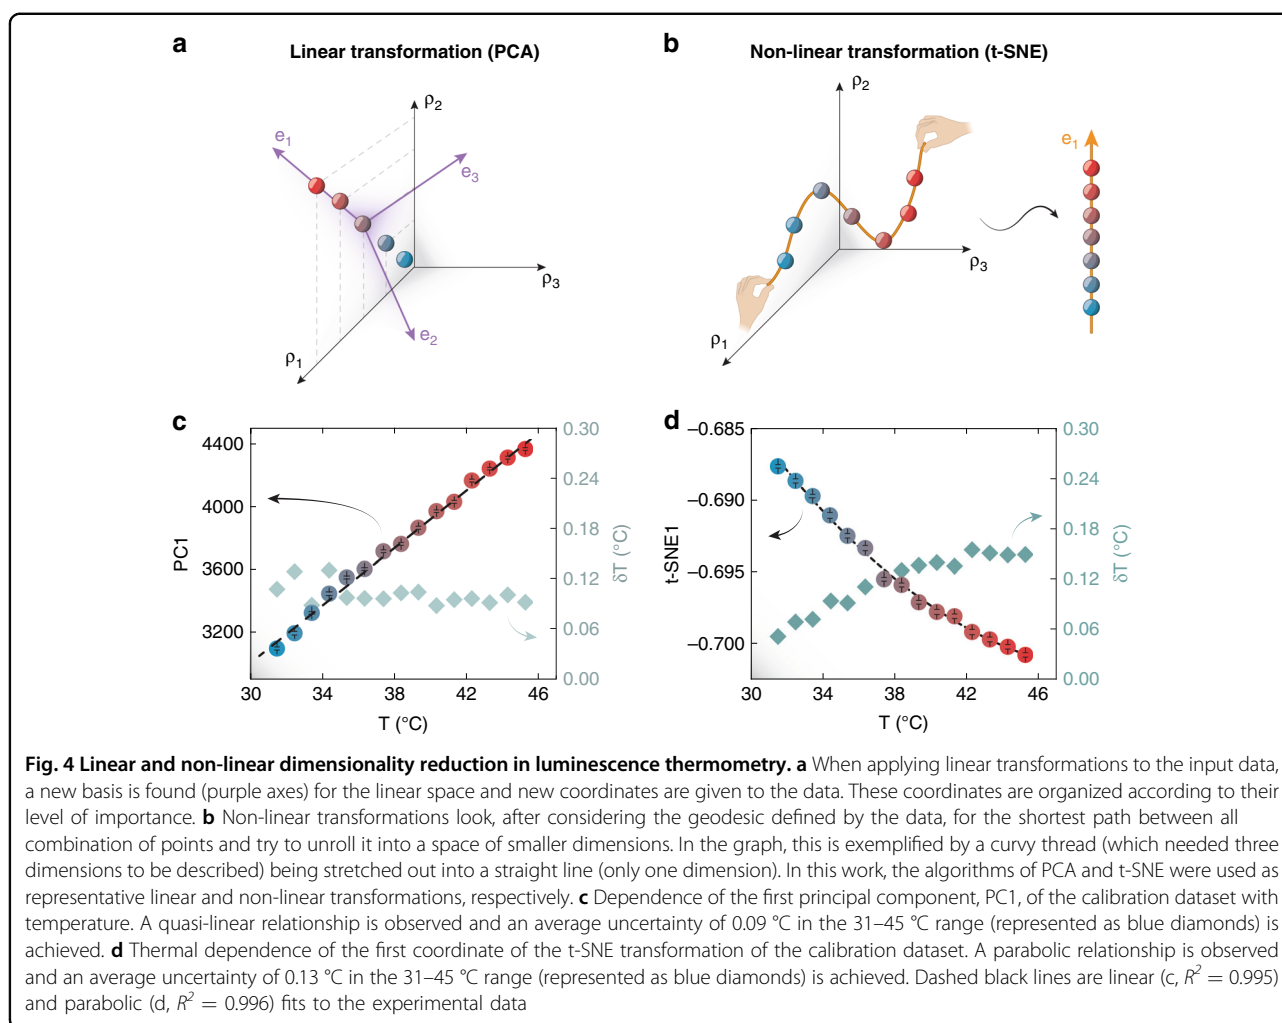 a
Linear transformation (PCA)
ρ2
e1
e3
ρ3
e2
ρ1
b
Non-linear transformation (t-SNE)
ρ2
e1
ρ3
ρ1
c
4400
4000
3600
3200
PC1
30
34
38
42
46
T (°C)
0.30
0.24
0.18
0.12
0.06
0.00
δT (°C)
d
−0.685
−0.690
−0.695
−0.700
t-SNE1
30
34
38
42
46
T (°C)
0.30
0.24
0.18
0.12
0.06
0.00
δT (°C)
Fig. 4 Linear and non-linear dimensionality reduction in luminescence thermometry. a When applying linear transformations to the input data,
a new basis is found (purple axes) for the linear space and new coordinates are given to the data. These coordinates are organized according to their
level of importance. b Non-linear transformations look, after considering the geodesic defined by the data, for the shortest path between all
combination of points and try to unroll it into a space of smaller dimensions. In the graph, this is exemplified by a curvy thread (which needed three
dimensions to be described) being stretched out into a straight line (only one dimension). In this work, the algorithms of PCA and t-SNE were used as
representative linear and non-linear transformations, respectively. c Dependence of the first principal component, PC1, of the calibration dataset with
temperature. A quasi-linear relationship is observed and an average uncertainty of 0.09 °C in the 31–45 °C range (represented as blue diamonds) is
achieved. d Thermal dependence of the first coordinate of the t-SNE transformation of the calibration dataset. A parabolic relationship is observed
and an average uncertainty of 0.13 °C in the 31–45 °C range (represented as blue diamonds) is achieved. Dashed black lines are linear (c, R² = 0.995)
and parabolic (d, R² = 0.996) fits to the experimental data